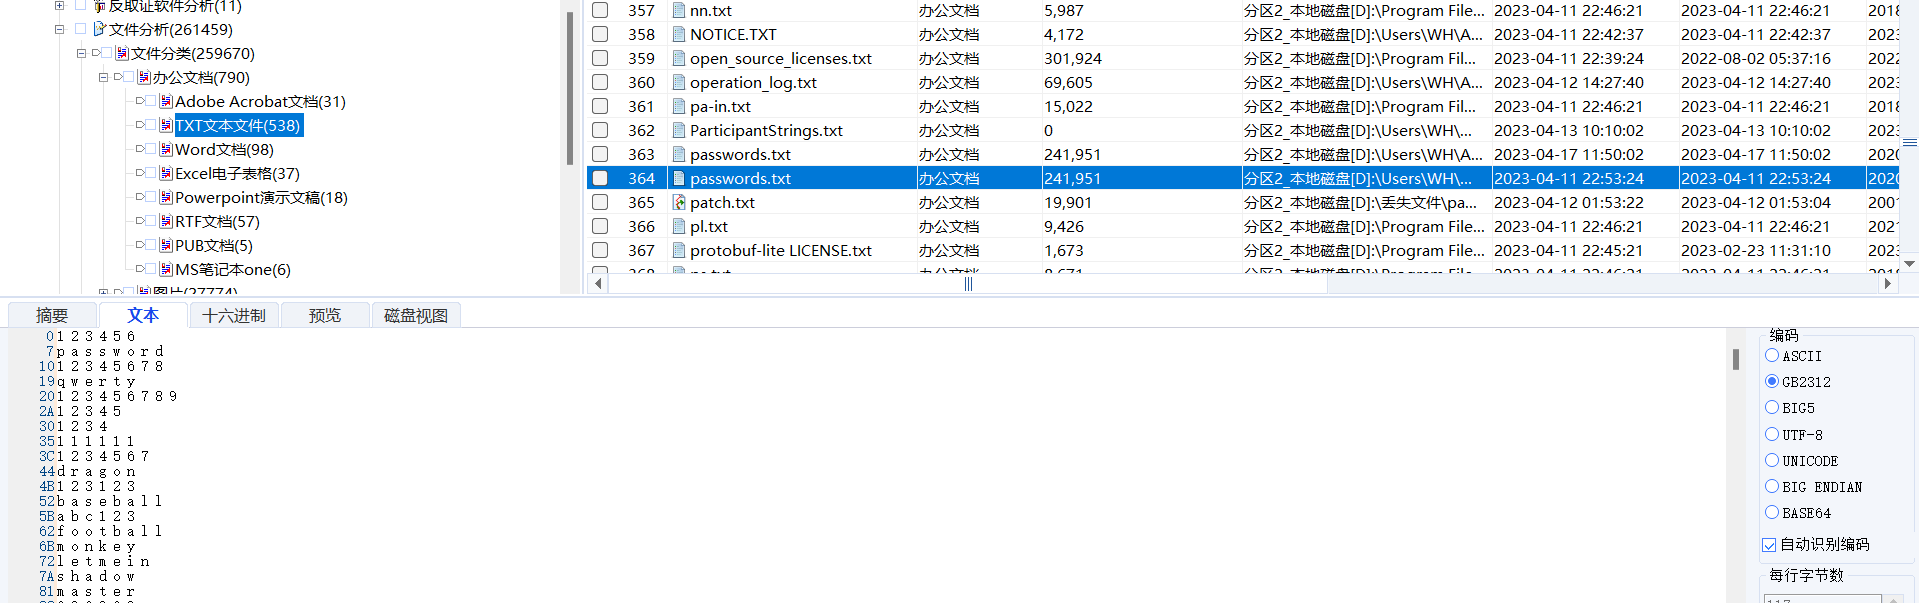 反取证软件分析(11)
文件分析(261459)
文件分类(259670)
办公文档(790)
Adobe Acrobat文档(31)
TXT文本文件(538)
Word文档(98)
Excel电子表格(37)
Powerpoint演示文稿(18)
RTF文档(57)
PUB文档(5)
MS笔记本one(6)
图片(27774)
357 nn.txt 办公文档 5,987 分区2_本地磁盘[D]:\Program File... 2023-04-11 22:46:21 2023-04-11 22:46:21 2018
358 NOTICE.TXT 办公文档 4,172 分区2_本地磁盘[D]:\Users\WH\A... 2023-04-11 22:42:37 2023-04-11 22:42:37 2018
359 open_source_licenses.txt 办公文档 301,924 分区2_本地磁盘[D]:\Program File... 2023-04-11 22:39:24 2022-08-02 05:37:16 2022
360 operation_log.txt 办公文档 69,605 分区2_本地磁盘[D]:\Users\WH\A... 2023-04-12 14:27:40 2023-04-12 14:27:40 2023
361 pa-in.txt 办公文档 15,022 分区2_本地磁盘[D]:\Program Fil... 2023-04-11 22:46:21 2023-04-11 22:46:21 2018
362 ParticipantStrings.txt 办公文档 0 分区2_本地磁盘[D]:\Users\WH\... 2023-04-13 10:10:02 2023-04-13 10:10:02 2023
363 passwords.txt 办公文档 241,951 分区2_本地磁盘[D]:\Users\WH\A... 2023-04-17 11:50:02 2023-04-17 11:50:02 2020
364 passwords.txt 办公文档 241,951 分区2_本地磁盘[D]:\Users\WH\... 2023-04-11 22:53:24 2023-04-11 22:53:24 2020
365 patch.txt 办公文档 19,901 分区2_本地磁盘[D]:\丢失文件\pa... 2023-04-12 01:53:22 2023-04-12 01:53:04 2001
366 pl.txt 办公文档 9,426 分区2_本地磁盘[D]:\Program File... 2023-04-11 22:46:21 2023-04-11 22:46:21 2018
367 protobuf-lite LICENSE.txt 办公文档 1,673 分区2_本地磁盘[D]:\Program File... 2023-04-11 22:45:21 2023-02-23 11:31:10 2023
摘要 文本 十六进制 预览 磁盘视图
0 1 2 3 4 5 6
7 p a s s w o r d
10 1 2 3 4 5 6 7 8
19 q w e r t y
20 1 2 3 4 5 6 7 8 9
2A 1 2 3 4 5
30 1 2 3 4
35 1 1 1 1 1 1
3C 1 2 3 4 5 6 7
44 d r a g o n
4B 1 2 3 1 2 3
52 b a s e b a l l
5B a b c 1 2 3
62 f o o t b a l l
6B m o n k e y
72 l e t m e i n
7A s h a d o w
81 m a s t e r
编码
ASCII
GB2312
BIG5
UTF-8
UNICODE
BIG ENDIAN
BASE64
自动识别编码
每行字节数